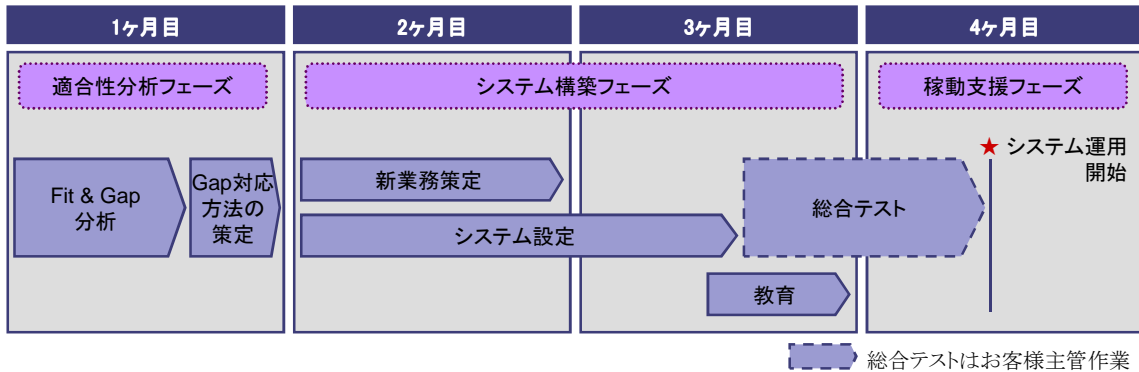 1ヶ月目
2ヶ月目
3ヶ月目
4ヶ月目
適合性分析フェーズ
システム構築フェーズ
稼動支援フェーズ
Fit & Gap
分析
Gap対応
方法の
策定
新業務策定
システム設定
総合テスト
教育
★ システム運用
開始
総合テストはお客様主管作業